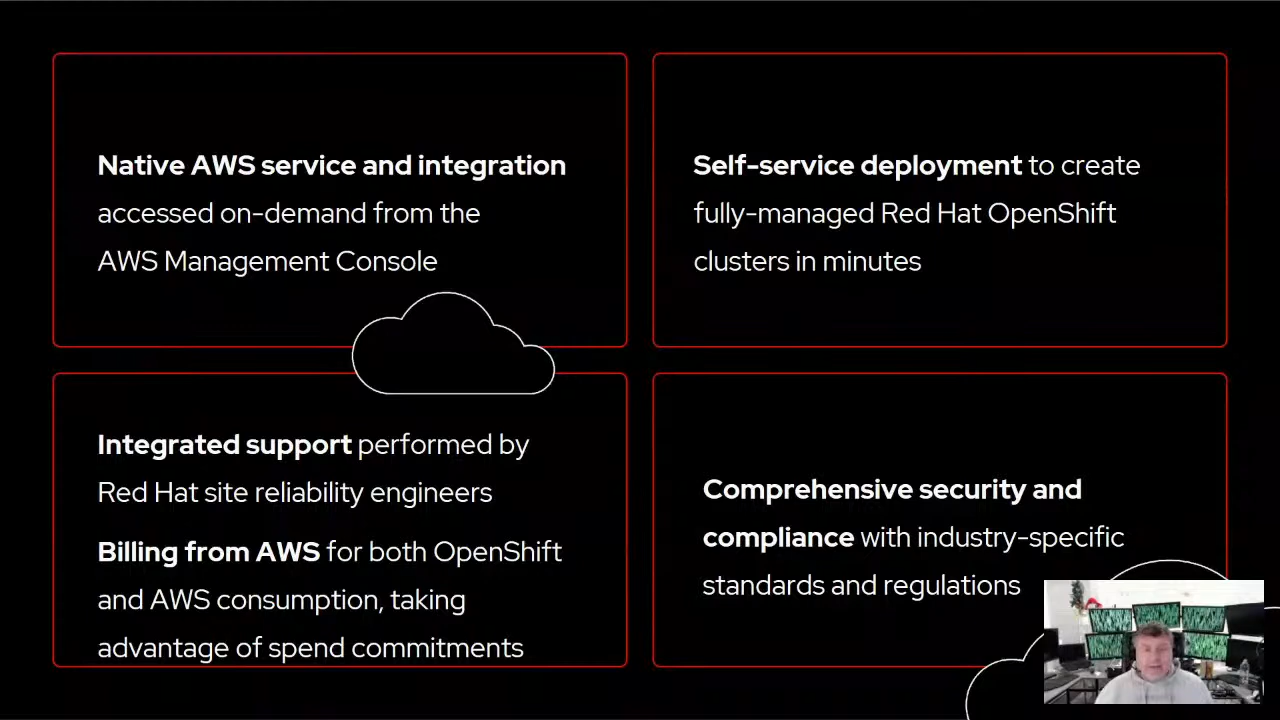 Native AWS service and integration
accessed on-demand from the
AWS Management Console
Self-service deployment to create
fully-managed Red Hat OpenShift
clusters in minutes
Integrated support performed by
Red Hat site reliability engineers
Billing from AWS for both OpenShift
and AWS consumption, taking
advantage of spend commitments
Comprehensive security and
compliance with industry-specific
standards and regulations